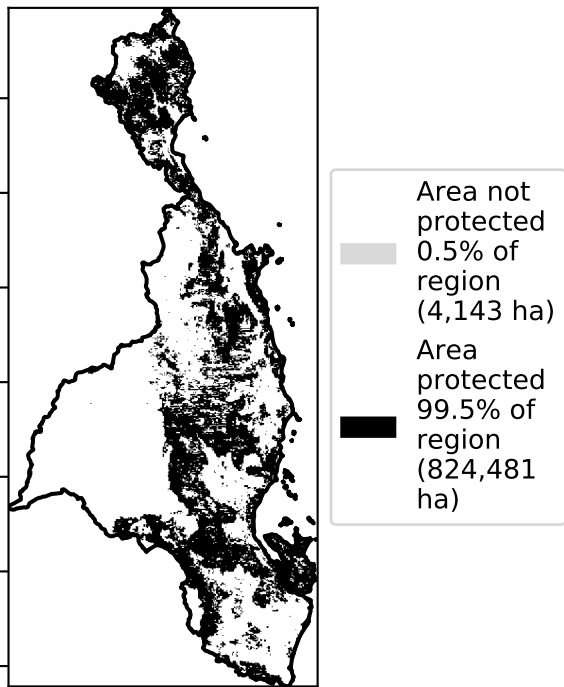 Area not
protected
0.5% of
region
(4,143 ha)
Area
protected
99.5% of
region
(824,481
ha)